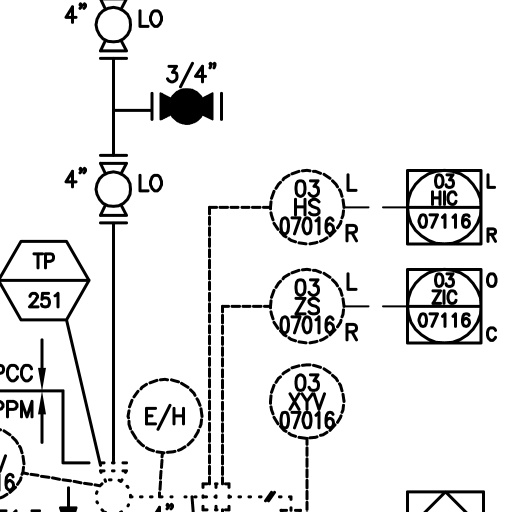 4" LO
3/4"
4" LO
03
HS
07016
L
R
03
HIC
07116
L
R
TP
251
03
ZS
07016
L
R
03
ZIC
07116
O
C
PCC
PPM
E/H
03
XYV
07016
4"